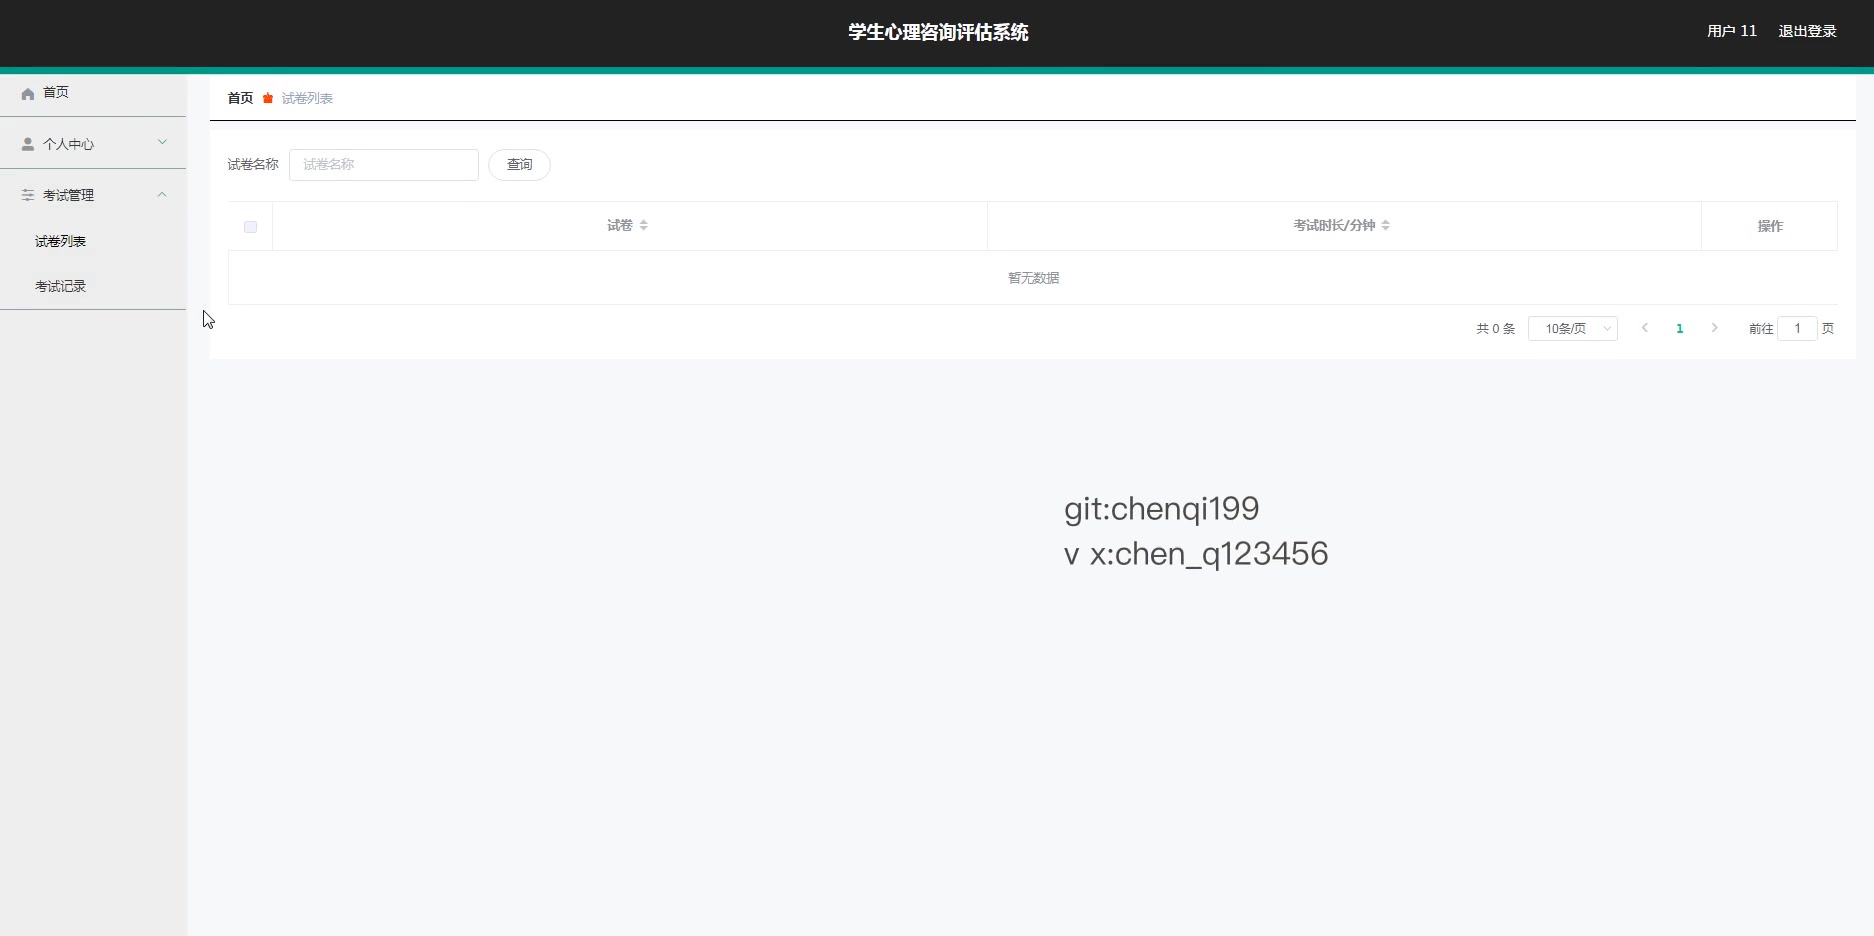 学生心理咨询评估系统
用户 11 退出登录
首页
个人中心
考试管理
试卷列表
考试记录
首页 试卷列表
试卷名称 试卷名称 查询
试卷 考试时长/分钟 操作
暂无数据
共 0 条 10条/页 1 前往 1 页
git:chenqi199
v x:chen_q123456